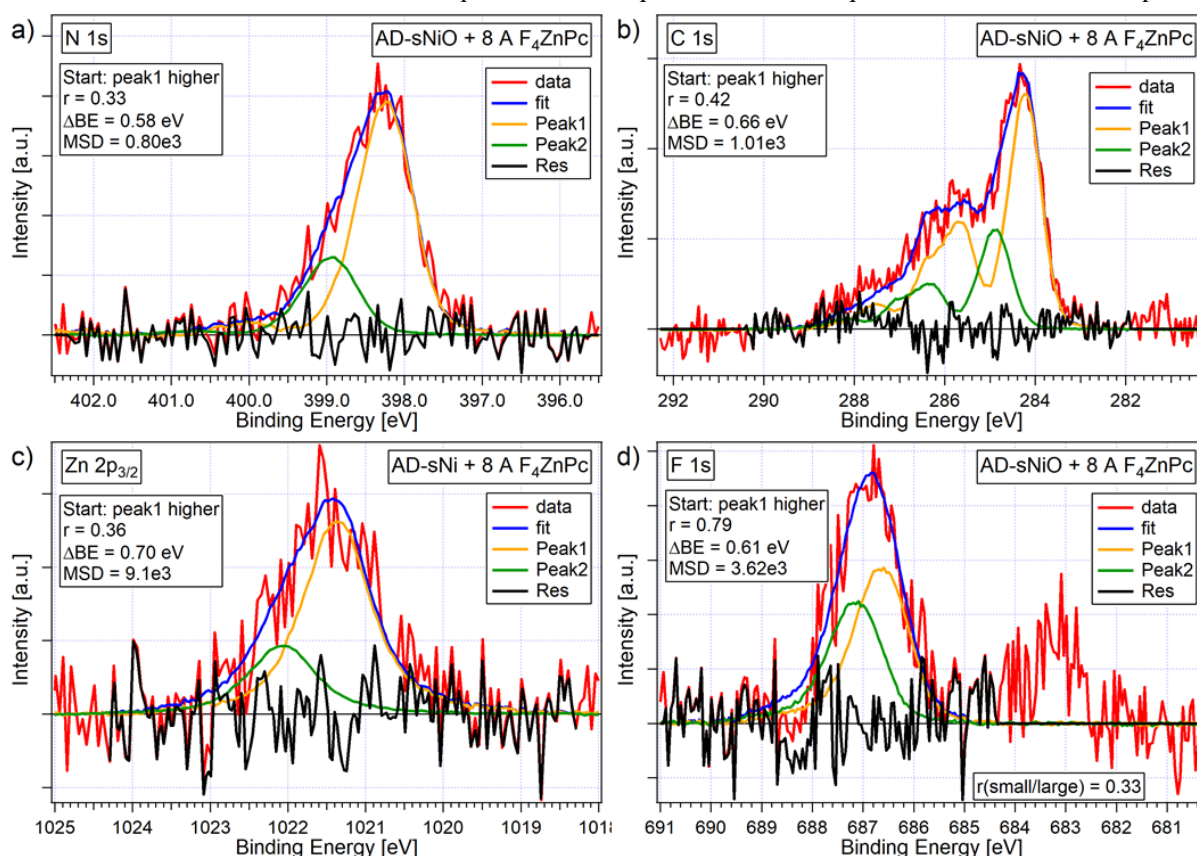 a)
N 1s
AD-sNiO + 8 A F₄ZnPc
Start: peak1 higher
r = 0.33
ΔBE = 0.58 eV
MSD = 0.80e3
data
fit
Peak1
Peak2
Res
Intensity [a.u.]
402.0 401.0 400.0 399.0 398.0 397.0 396.0
Binding Energy [eV]
b)
C 1s
AD-sNiO + 8 A F₄ZnPc
Start: peak1 higher
r = 0.42
ΔBE = 0.66 eV
MSD = 1.01e3
data
fit
Peak1
Peak2
Res
Intensity [a.u.]
292 290 288 286 284 282
Binding Energy [eV]
c)
Zn 2p₃/₂
AD-sNi + 8 A F₄ZnPc
Start: peak1 higher
r = 0.36
ΔBE = 0.70 eV
MSD = 9.1e3
data
fit
Peak1
Peak2
Res
Intensity [a.u.]
1025 1024 1023 1022 1021 1020 1019 1018
Binding Energy [eV]
d)
F 1s
AD-sNiO + 8 A F₄ZnPc
Start: peak1 higher
r = 0.79
ΔBE = 0.61 eV
MSD = 3.62e3
data
fit
Peak1
Peak2
Res
r(small/large) = 0.33
Intensity [a.u.]
691 690 689 688 687 686 685 684 683 682 681
Binding Energy [eV]